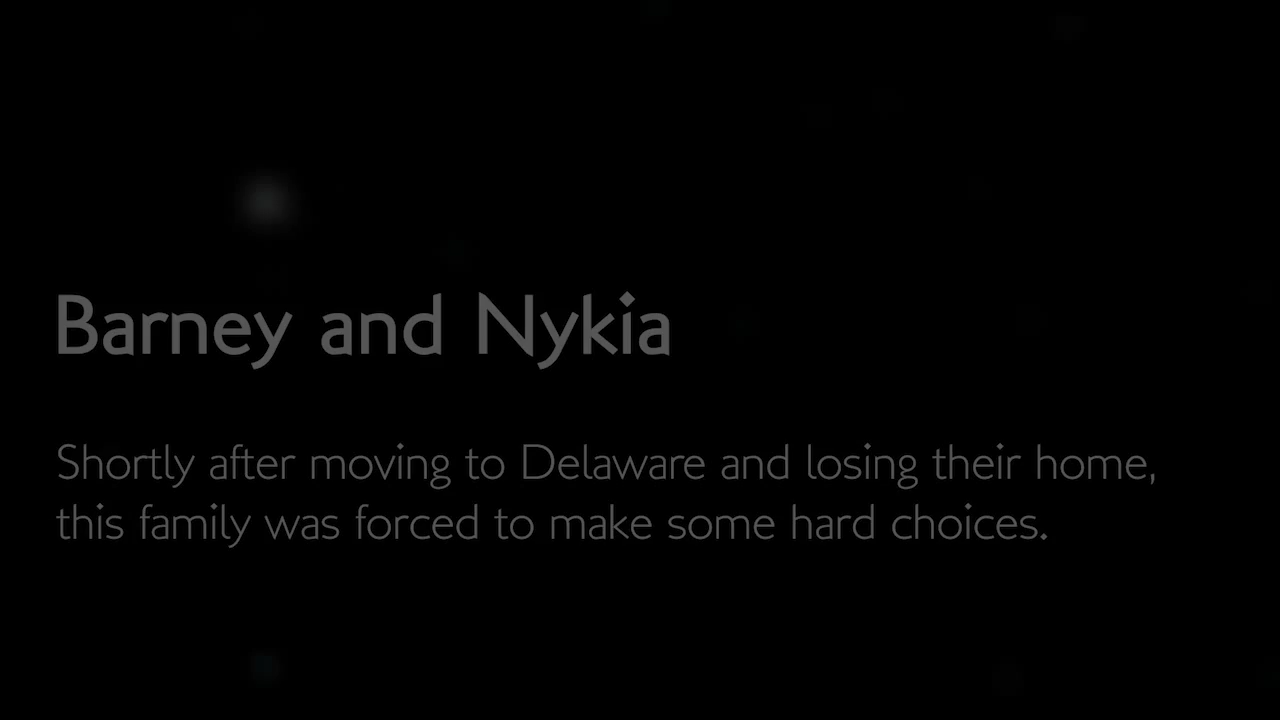 Barney and Nykia
Shortly after moving to Delaware and losing their home,
this family was forced to make some hard choices.